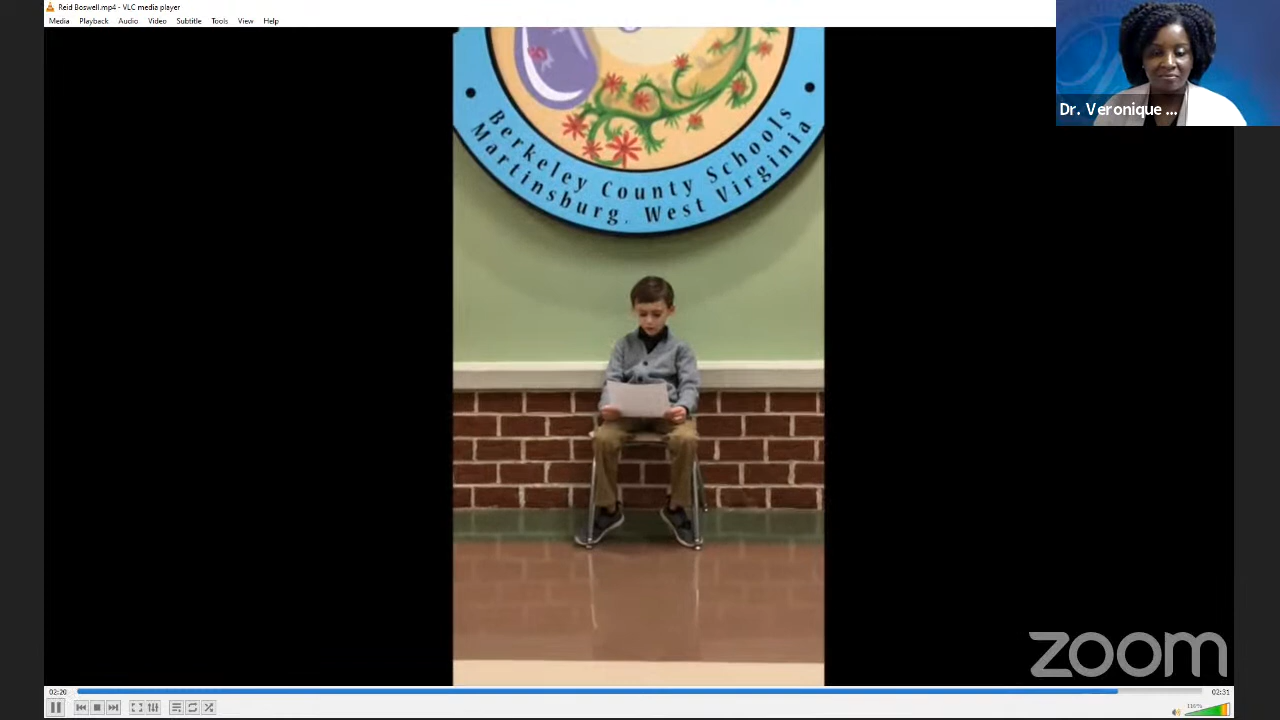 Reid Boswell.mp4 - VLC media player
Media Playback Audio Video Subtitle Tools View Help
Dr. Veronique ...
Berkeley County Schools
Martinsburg, West Virginia
zoom
02:20
02:31
110%